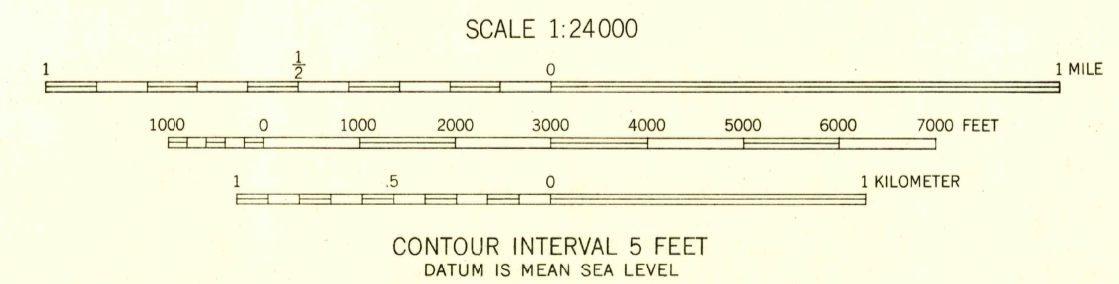 SCALE 1:24000
1 1/2 0 1 MILE
1000 0 1000 2000 3000 4000 5000 6000 7000 FEET
1 .5 0 1 KILOMETER
CONTOUR INTERVAL 5 FEET
DATUM IS MEAN SEA LEVEL